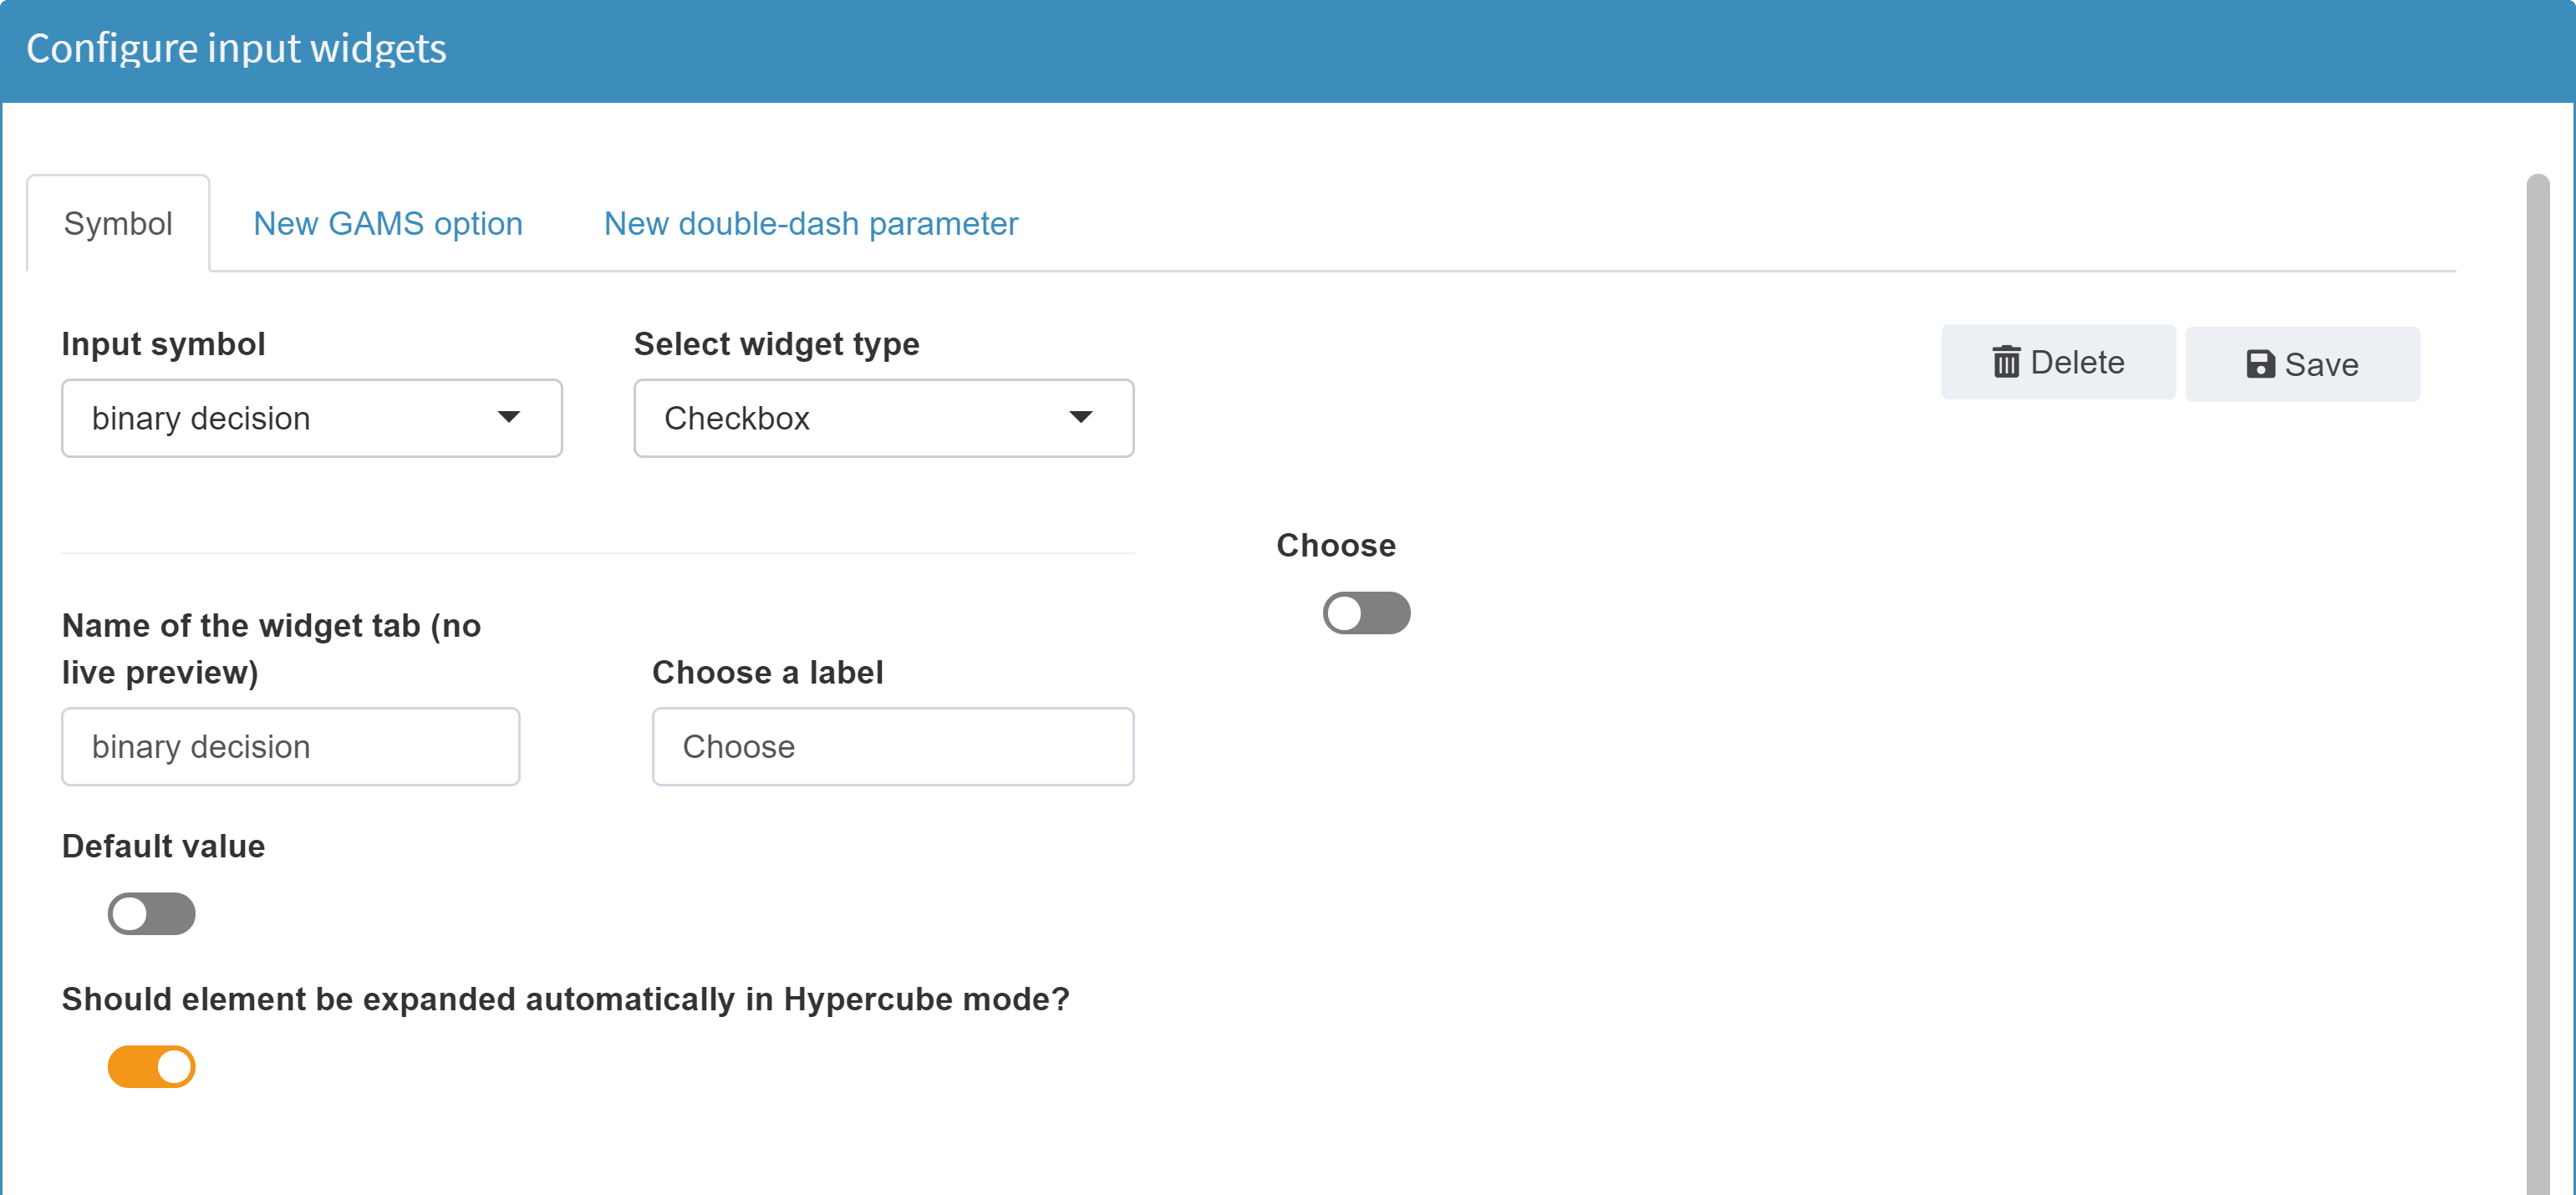 Configure input widgets
Symbol
New GAMS option
New double-dash parameter
Input symbol
Select widget type
Delete
Save
binary decision
Checkbox
Choose
Name of the widget tab (no
live preview)
Choose a label
binary decision
Choose
Default value
Should element be expanded automatically in Hypercube mode?